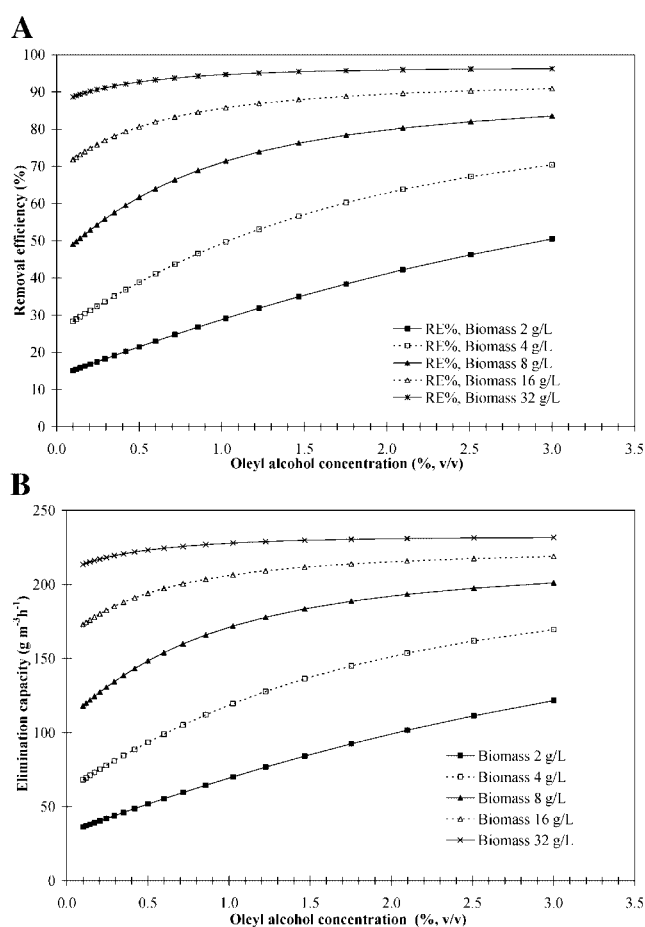 A
100
90
80
70
60
50
40
30
20
10
0
Removal efficiency (%)
RE%, Biomass 2 g/L
RE%, Biomass 4 g/L
RE%, Biomass 8 g/L
RE%, Biomass 16 g/L
RE%, Biomass 32 g/L
0.0 0.5 1.0 1.5 2.0 2.5 3.0 3.5
Oleyl alcohol concentration (%, v/v)
B
250
200
150
100
50
0
Elimination capacity (g m⁻³h⁻¹)
Biomass 2 g/L
Biomass 4 g/L
Biomass 8 g/L
Biomass 16 g/L
Biomass 32 g/L
0.0 0.5 1.0 1.5 2.0 2.5 3.0 3.5
Oleyl alcohol concentration (%, v/v)